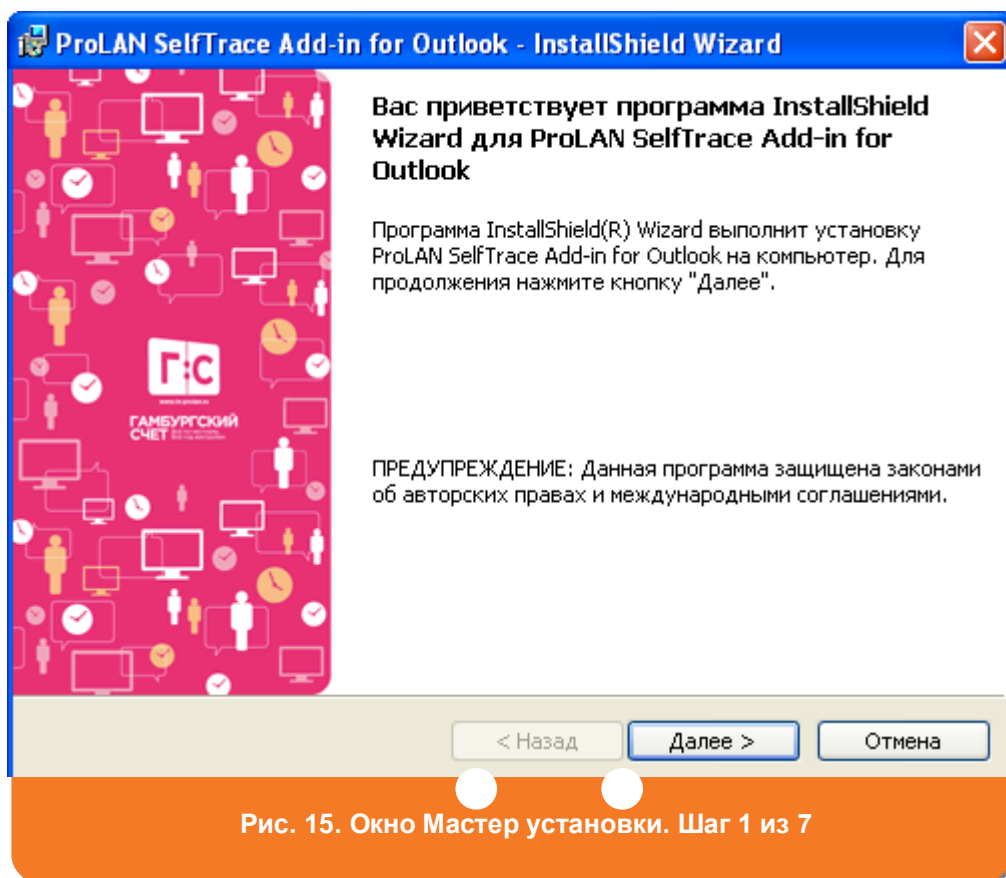 ProLAN SelfTrace Add-in for Outlook - InstallShield Wizard
Вас приветствует программа InstallShield
Wizard для ProLAN SelfTrace Add-in for
Outlook
Программа InstallShield(R) Wizard выполнит установку
ProLAN SelfTrace Add-in for Outlook на компьютер. Для
продолжения нажмите кнопку "Далее".
Г:С
ГАМБУРГСКИЙ
СЧЕТ
ПРЕДУПРЕЖДЕНИЕ: Данная программа защищена законами
об авторских правах и международными соглашениями.
< Назад
Далее >
Отмена
Рис. 15. Окно Мастер установки. Шаг 1 из 7